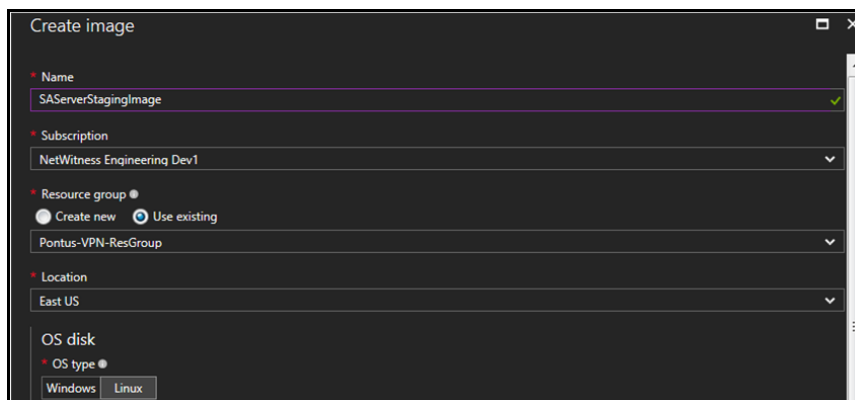 Create image
* Name
SAServerStagingImage
* Subscription
NetWitness Engineering Dev1
* Resource group
Create new Use existing
Pontus-VPN-ResGroup
* Location
East US
OS disk
* OS type
Windows Linux